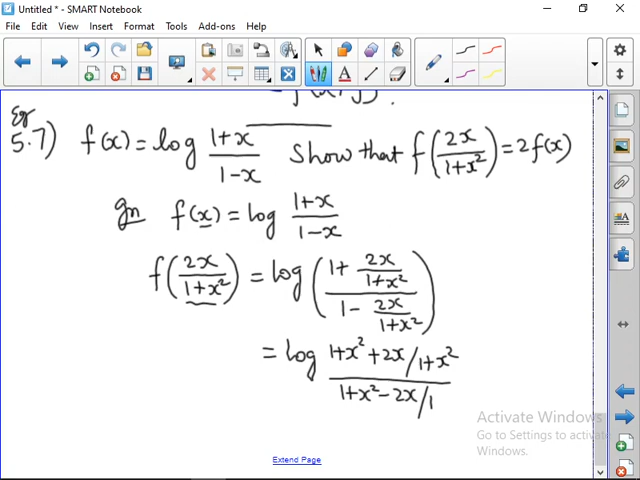 Untitled * - SMART Notebook
File Edit View Insert Format Tools Add-ons Help
Eg 5.7) f(x) = log (1+x)/(1-x) Show that f(2x/(1+x²)) = 2f(x)
Gn f(x) = log (1+x)/(1-x)
f(2x/(1+x²)) = log ((1 + 2x/(1+x²))/(1 - 2x/(1+x²)))
= log (1+x²+2x/1+x²)/(1+x²-2x/1
Activate Windows
Go to Settings to activate
Windows.
Extend Page